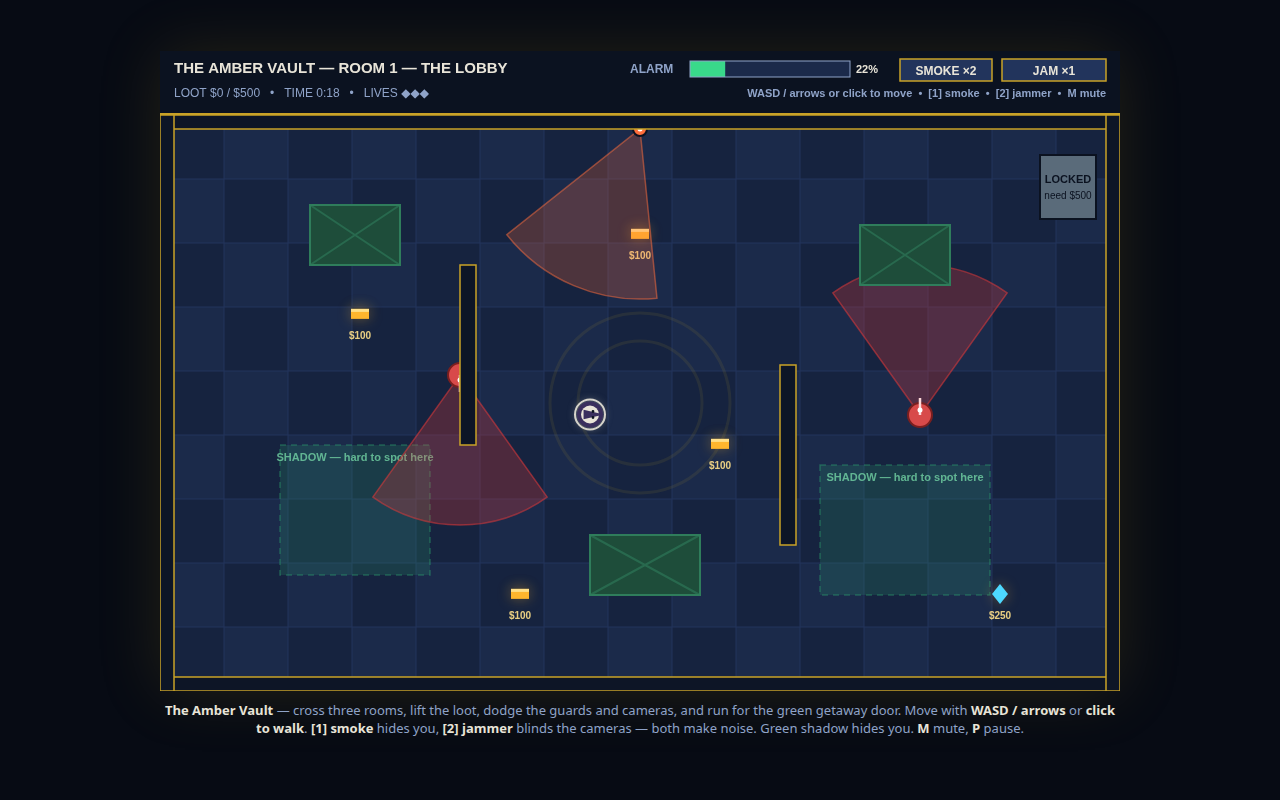 THE AMBER VAULT — ROOM 1 — THE LOBBY
ALARM
22%
SMOKE ×2
JAM ×1
LOOT $0 / $500 • TIME 0:18 • LIVES ◆◆◆
WASD / arrows or click to move • [1] smoke • [2] jammer • M mute
LOCKED
need $500
$100
$100
SHADOW — hard to spot here
$100
SHADOW — hard to spot here
$100
$250
The Amber Vault — cross three rooms, lift the loot, dodge the guards and cameras, and run for the green getaway door. Move with WASD / arrows or click
to walk. [1] smoke hides you, [2] jammer blinds the cameras — both make noise. Green shadow hides you. M mute, P pause.